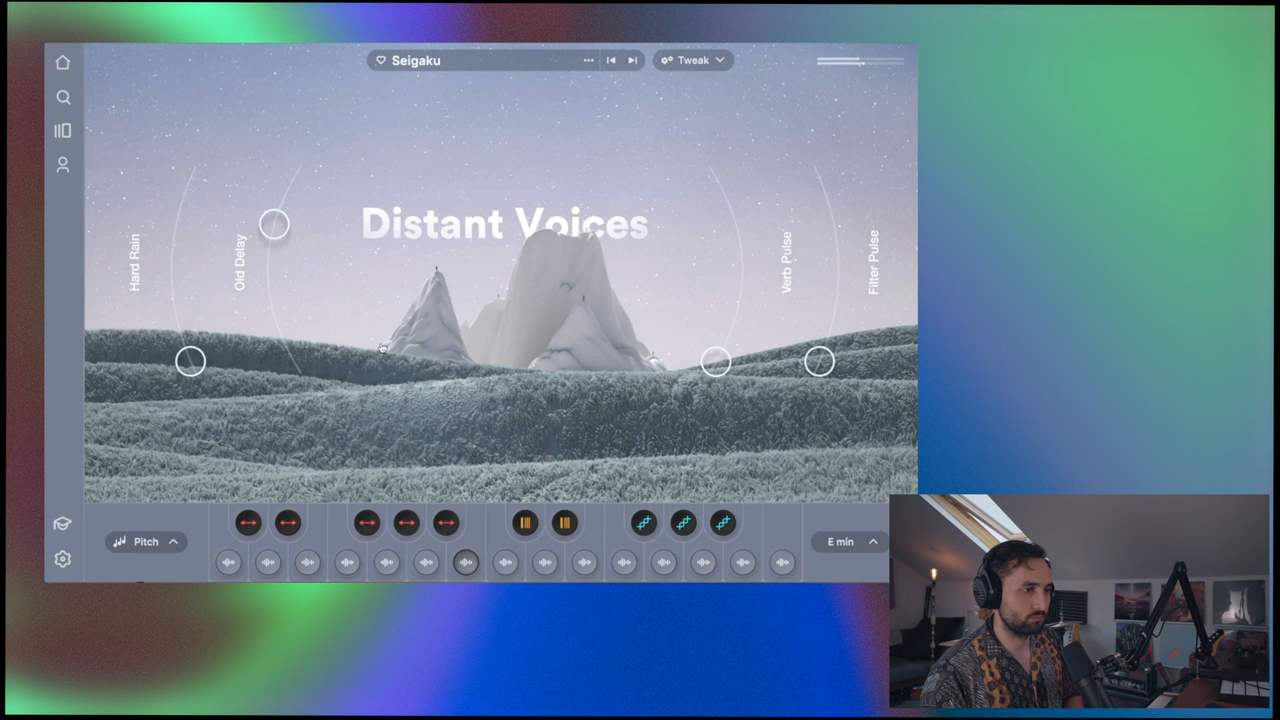 Seigaku
Tweak
Distant Voices
Hard Rain
Old Delay
Verb Pulse
Filter Pulse
Pitch
E min